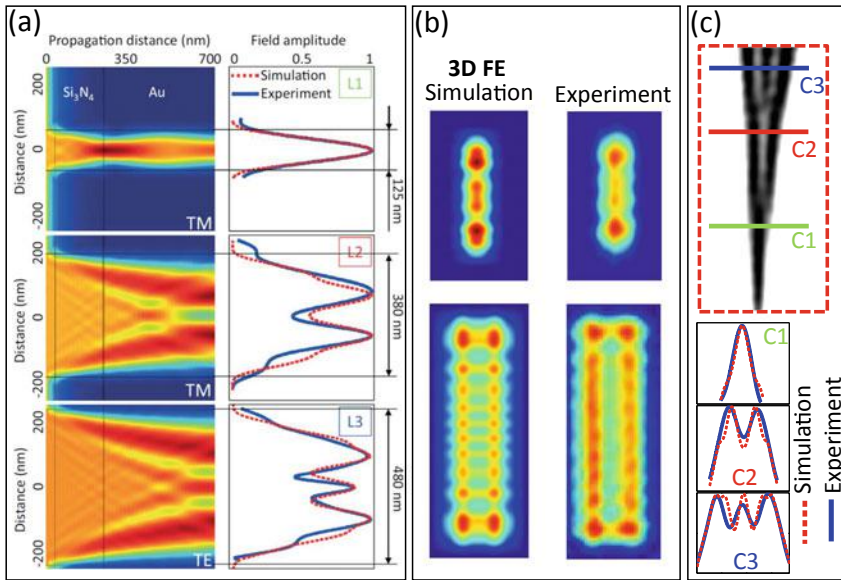 (a)
Propagation distance (nm)
0 350 700
Field amplitude
0 0.5 1
Si3N4
Au
Simulation
Experiment
L1
Distance (nm)
200
0
-200
TM
125 nm
L2
Distance (nm)
200
0
-200
TM
380 nm
L3
Distance (nm)
200
0
-200
TE
480 nm
(b)
3D FE
Simulation
Experiment
(c)
C3
C2
C1
C1
C2
C3
Simulation
Experiment